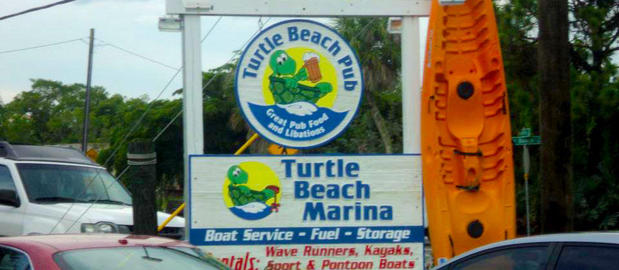 Turtle Beach Pub
Great Pub Food
and Libations
Turtle
Beach
Marina
Boat Service - Fuel - Storage
Rentals: Wave Runners, Kayaks,
Sport & Pontoon Boats